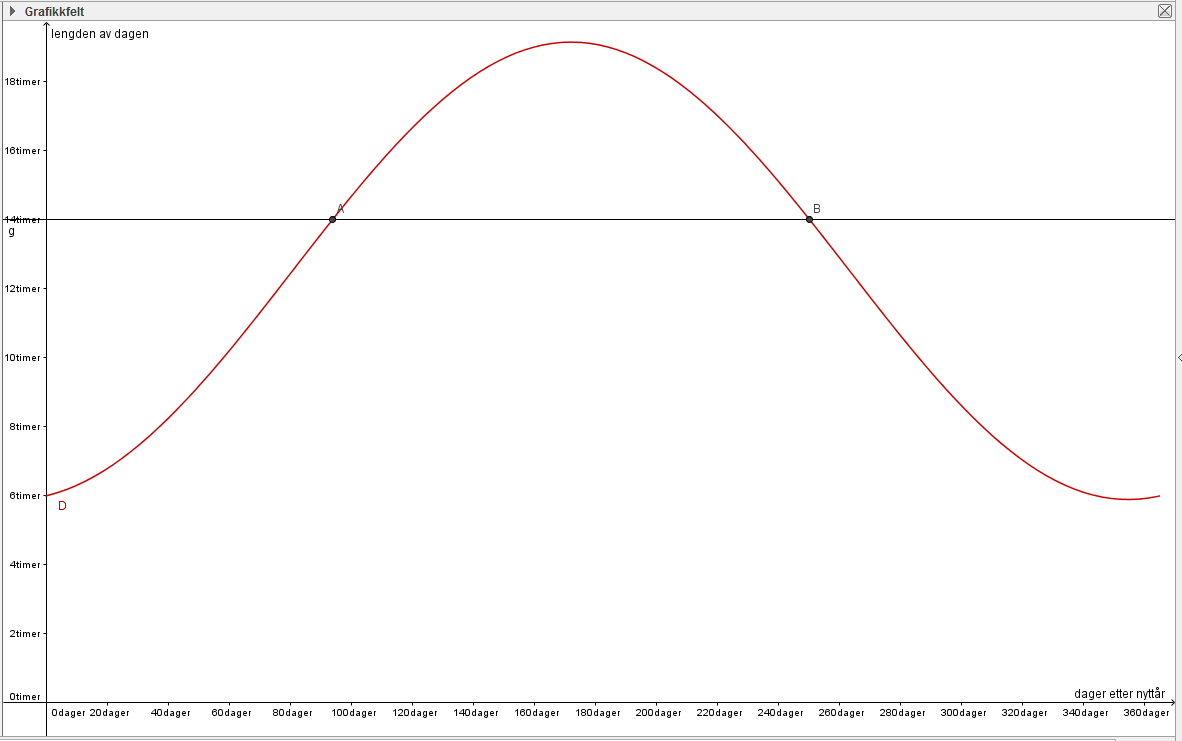 Grafikkfelt
lengden av dagen
18timer
16timer
A
B
14timer
g
12timer
10timer
8timer
6timer
D
4timer
2timer
0timer
dager etter nyttår
0dager 20dager 40dager 60dager 80dager 100dager 120dager 140dager 160dager 180dager 200dager 220dager 240dager 260dager 280dager 300dager 320dager 340dager 360dager